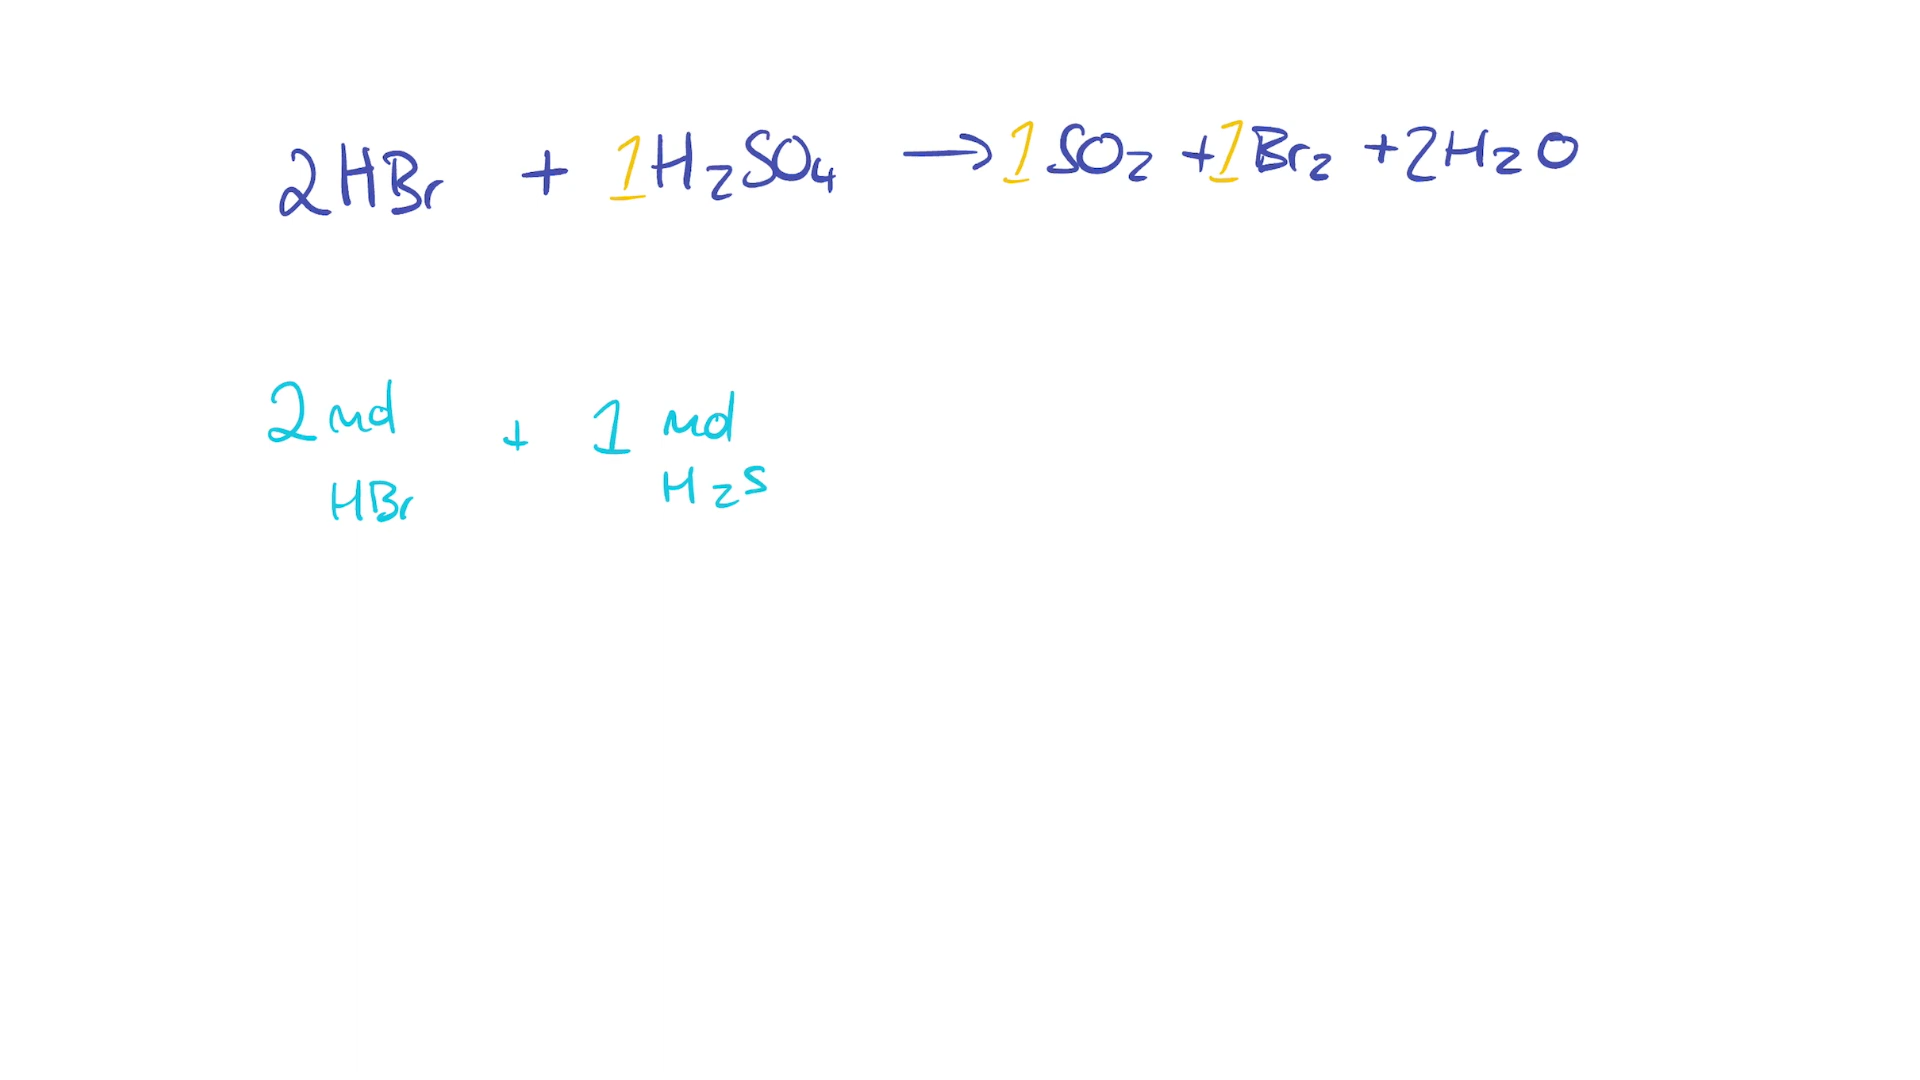 2HBr + 1H₂SO₄ → 1SO₂ + 1Br₂ + 2H₂O
2 mol + 1 mol
HBr H₂S